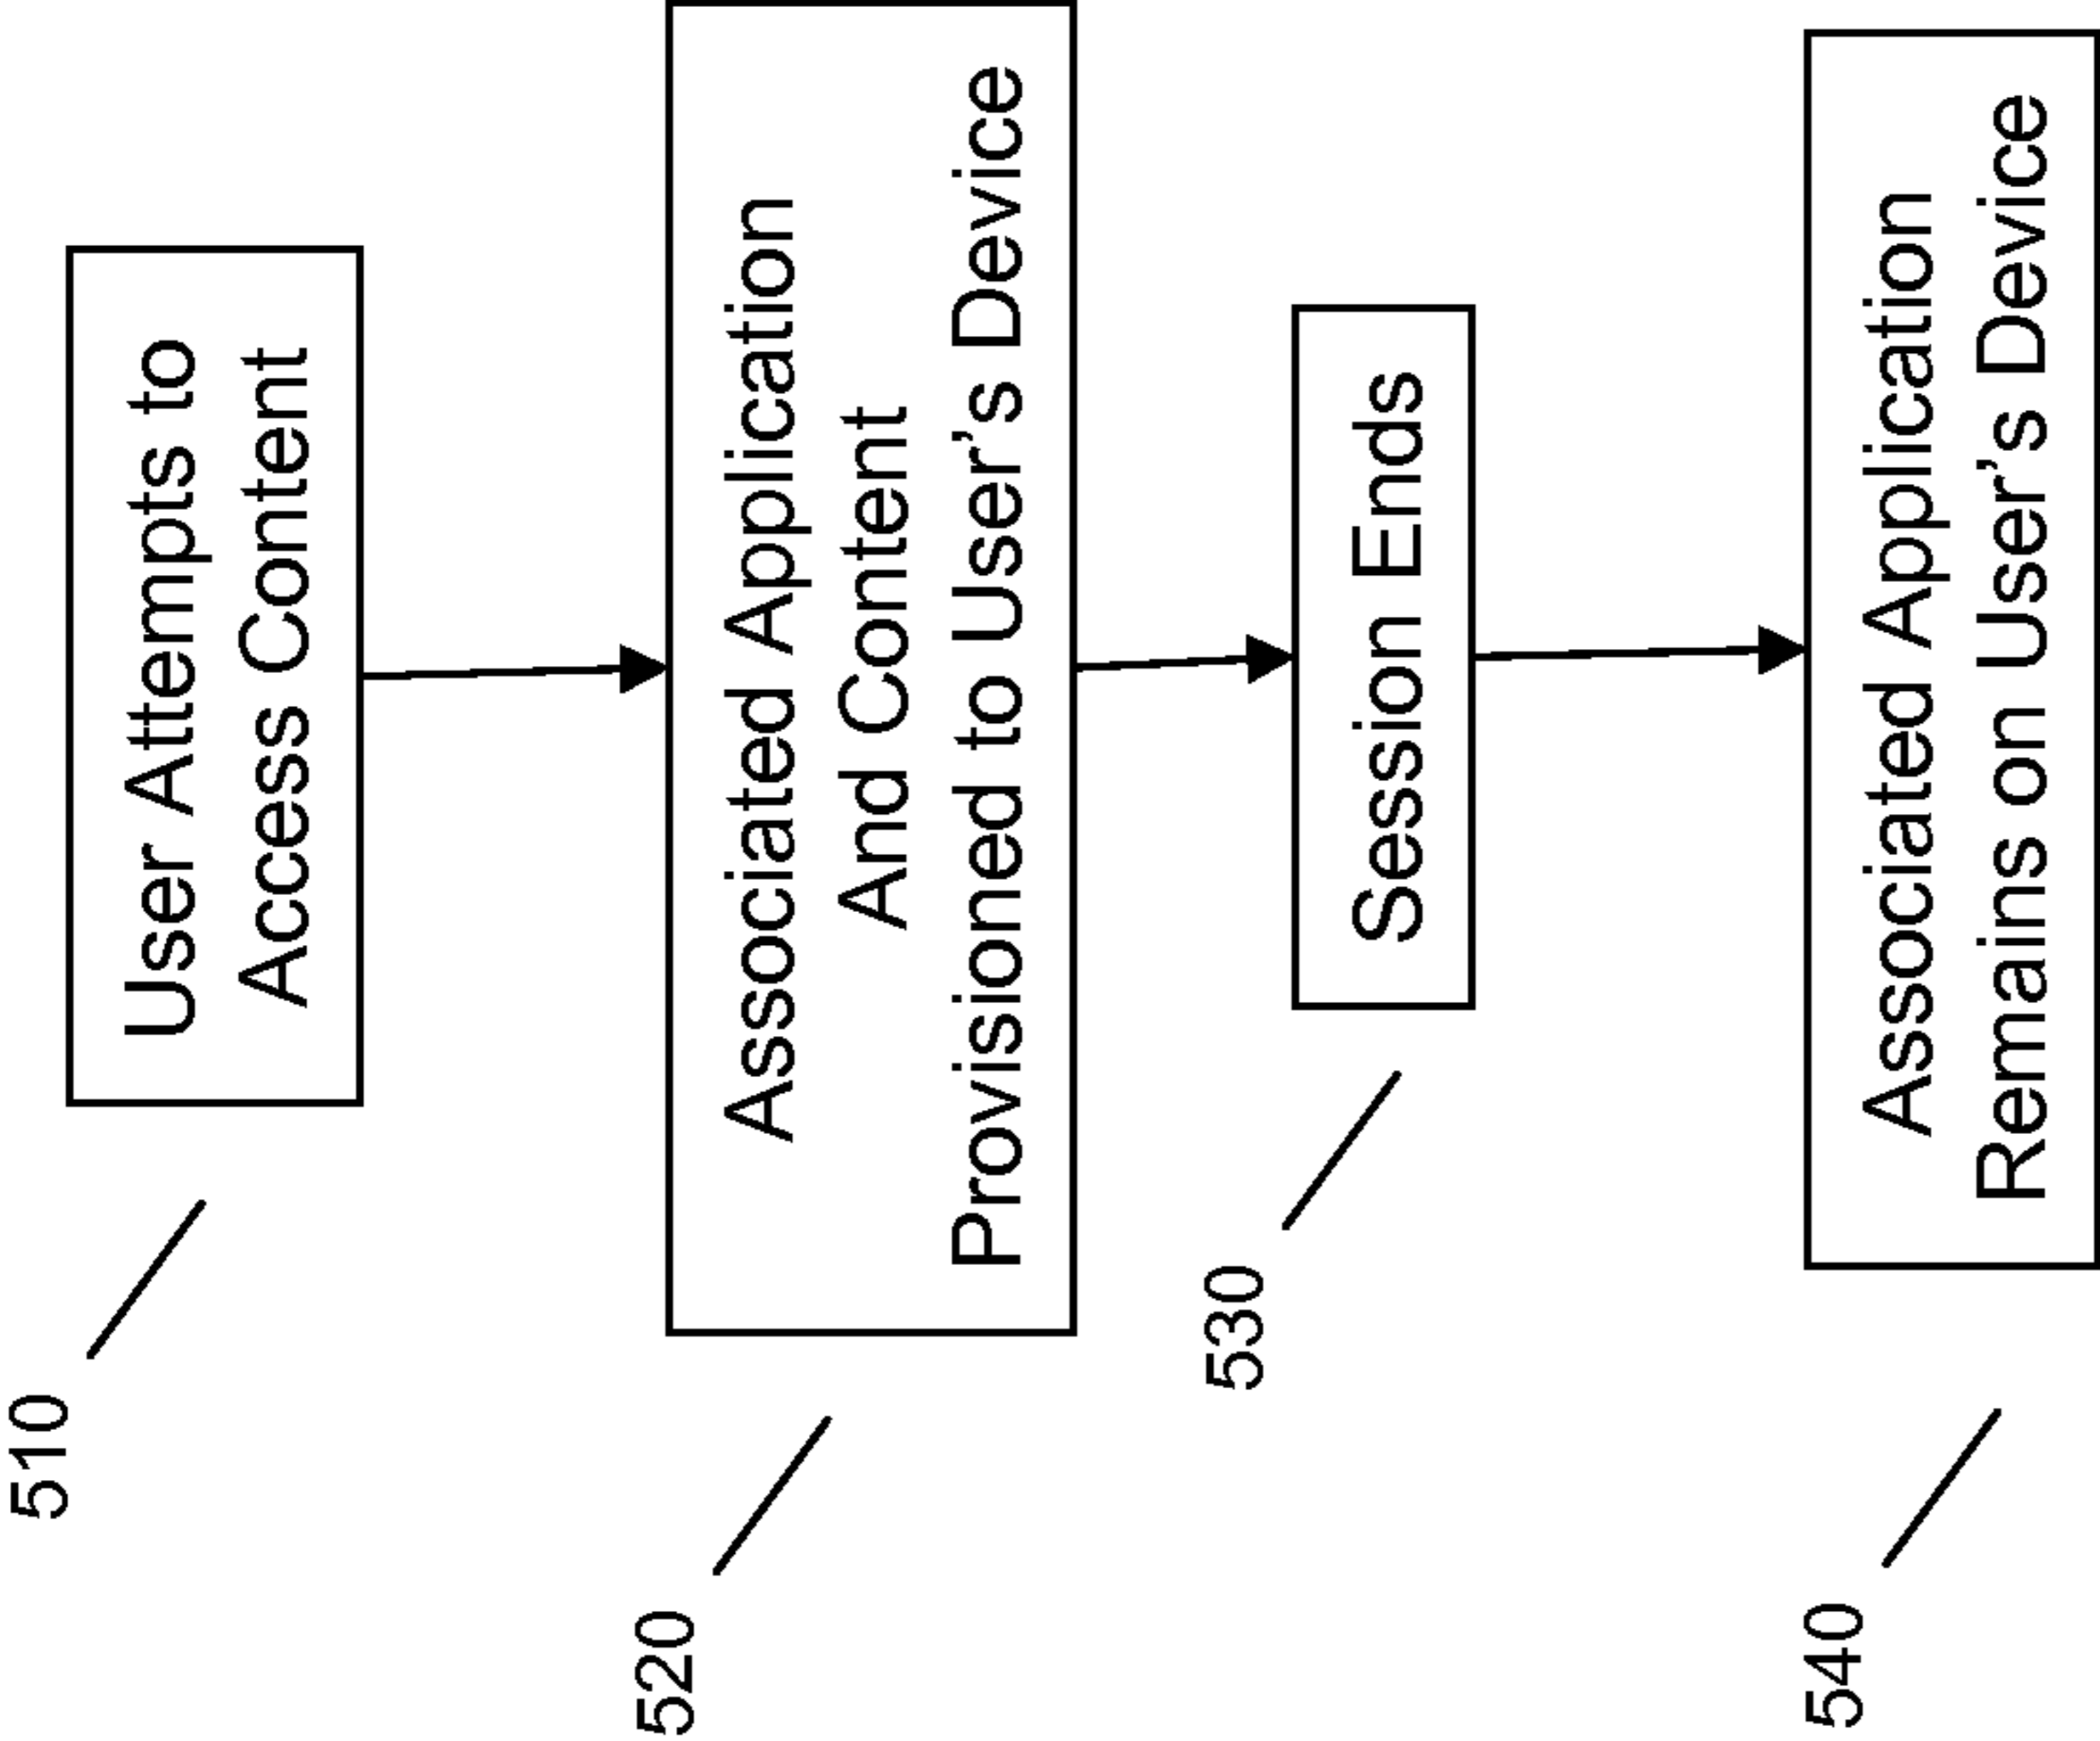 510
User Attempts to
Access Content
520
Associated Application
And Content
Provisioned to User's Device
530
Session Ends
540
Associated Application
Remains on User's Device